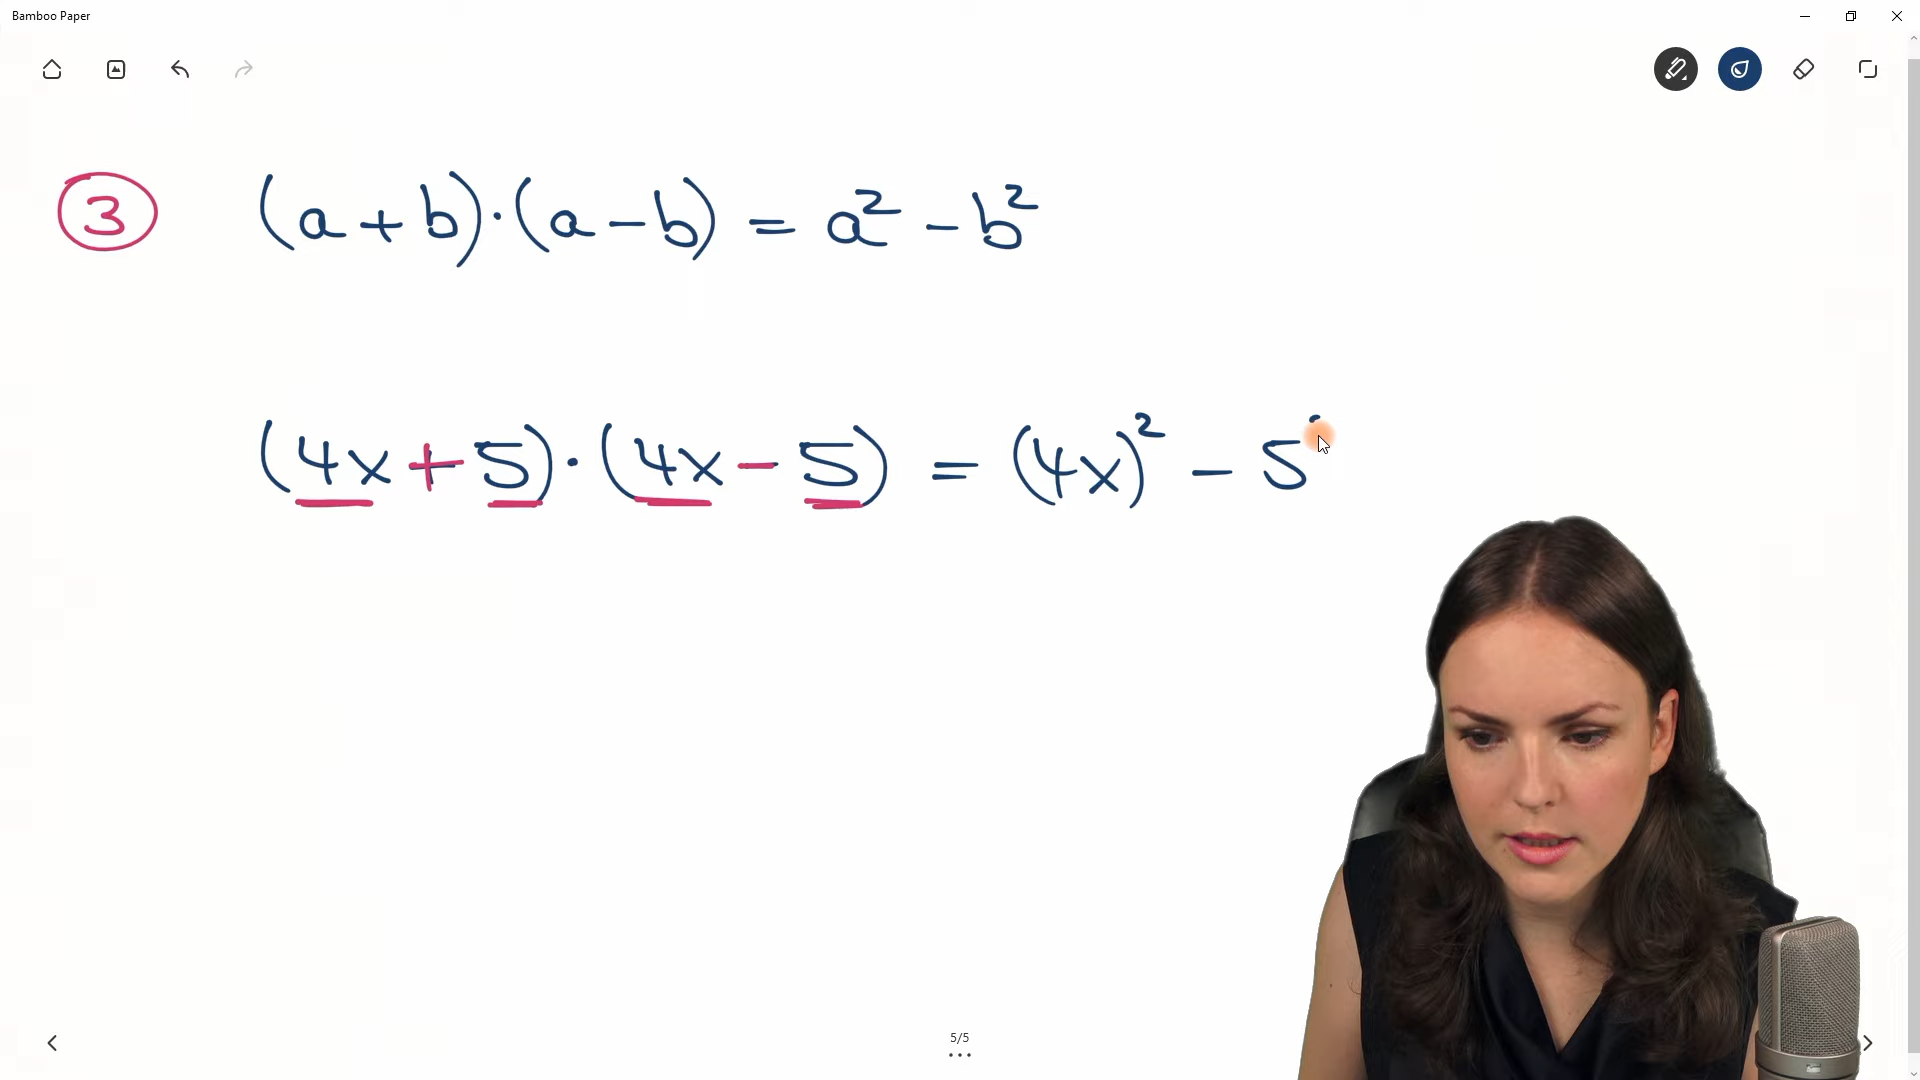 Bamboo Paper
③ (a + b) · (a − b) = a² − b²
(4x + 5) · (4x − 5) = (4x)² − 5
5/5